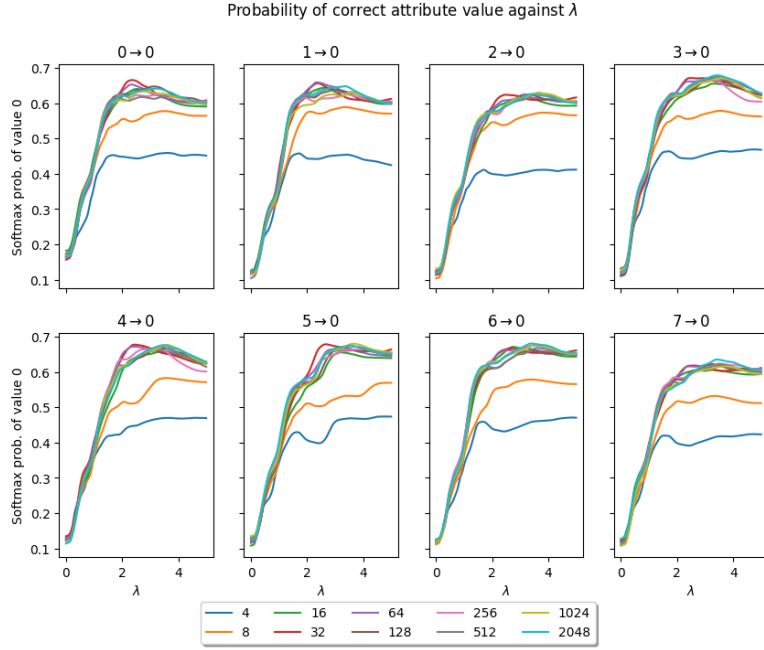 Probability of correct attribute value against λ
0 → 0
1 → 0
2 → 0
3 → 0
Softmax prob. of value 0
0.7
0.6
0.5
0.4
0.3
0.2
0.1
4 → 0
5 → 0
6 → 0
7 → 0
Softmax prob. of value 0
0.7
0.6
0.5
0.4
0.3
0.2
0.1
0 2 4
0 2 4
0 2 4
0 2 4
λ
λ
λ
λ
4 16 64 256 1024
8 32 128 512 2048